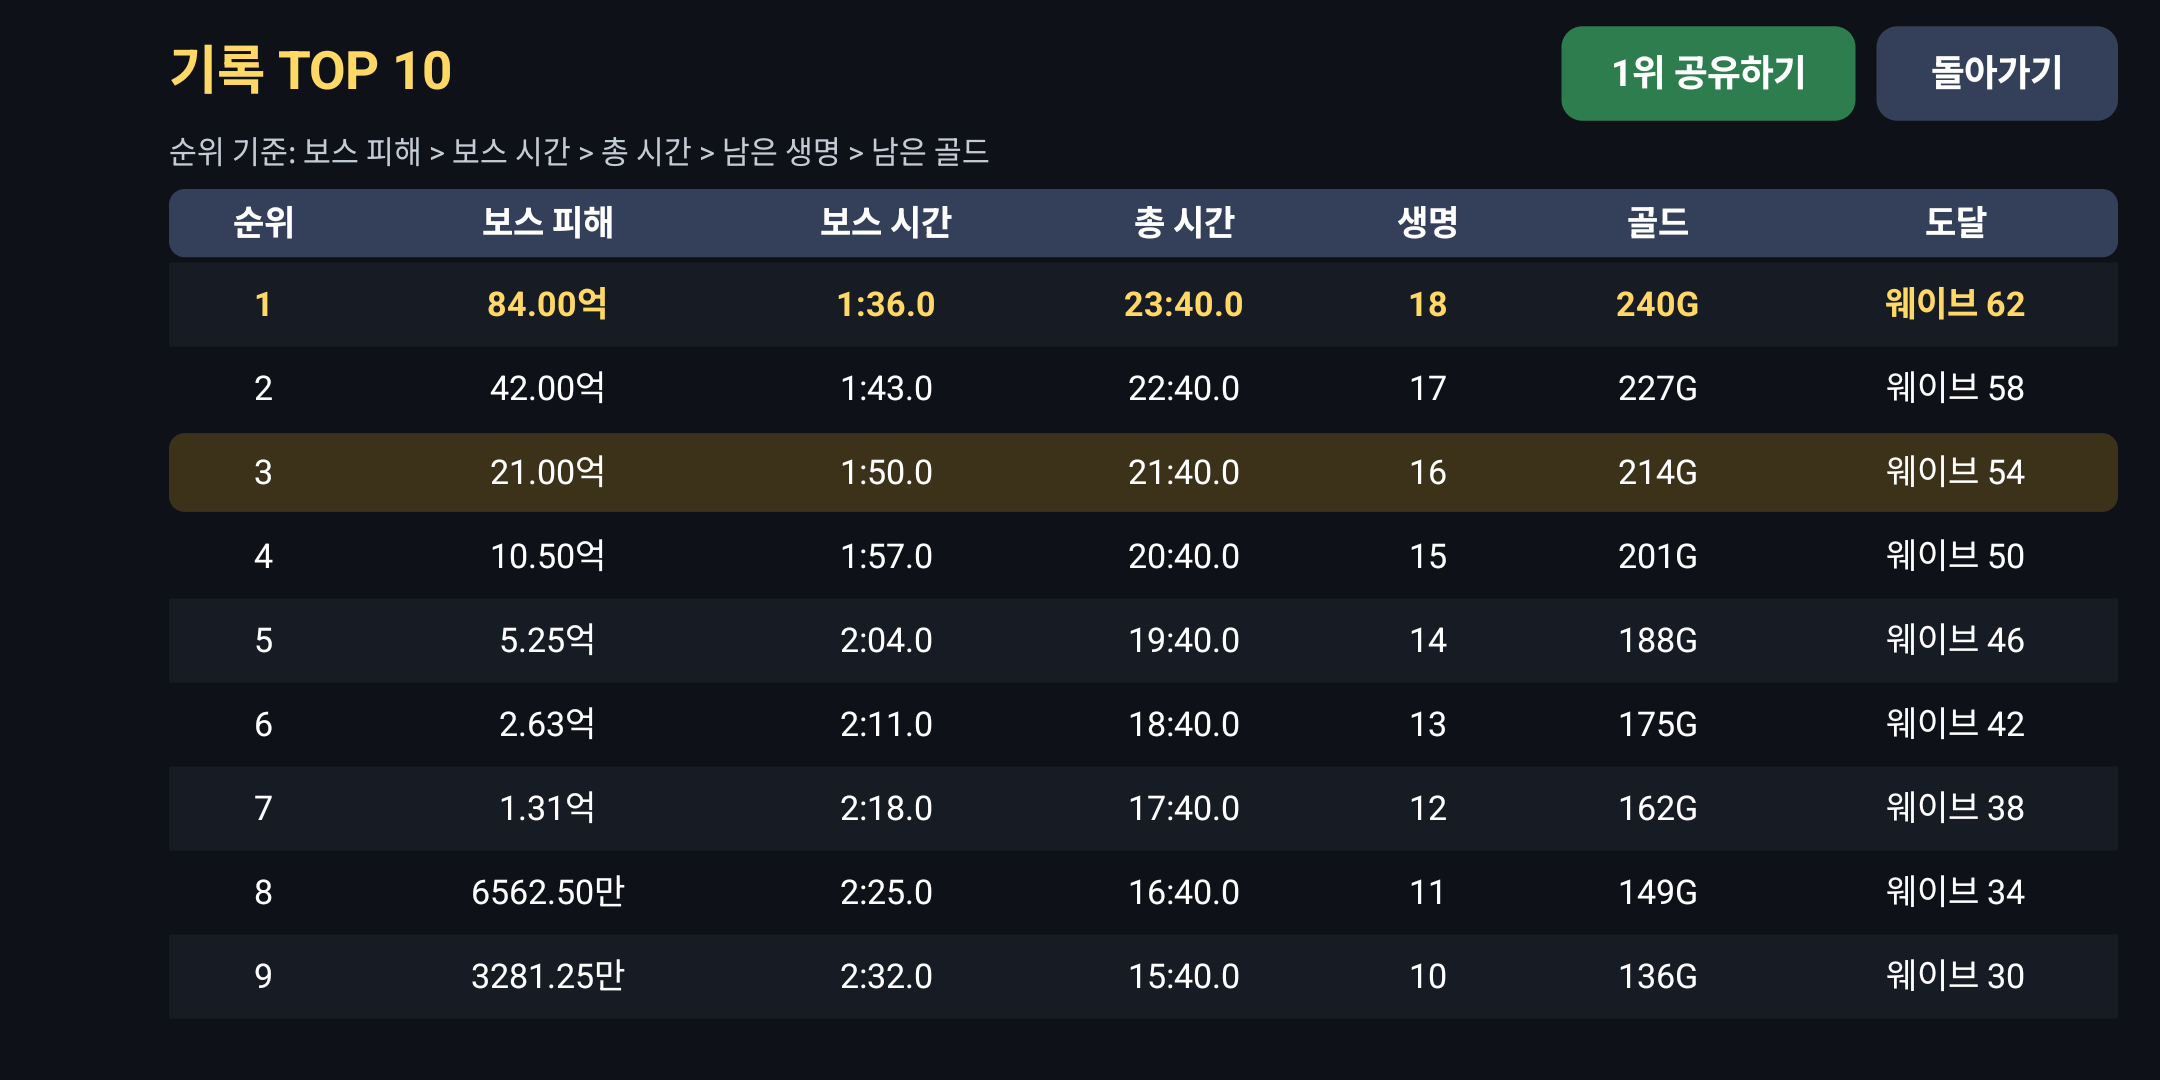 기록 TOP 10
1위 공유하기 돌아가기
순위 기준: 보스 피해 > 보스 시간 > 총 시간 > 남은 생명 > 남은 골드
순위 보스 피해 보스 시간 총 시간 생명 골드 도달
1 84.00억 1:36.0 23:40.0 18 240G 웨이브 62
2 42.00억 1:43.0 22:40.0 17 227G 웨이브 58
3 21.00억 1:50.0 21:40.0 16 214G 웨이브 54
4 10.50억 1:57.0 20:40.0 15 201G 웨이브 50
5 5.25억 2:04.0 19:40.0 14 188G 웨이브 46
6 2.63억 2:11.0 18:40.0 13 175G 웨이브 42
7 1.31억 2:18.0 17:40.0 12 162G 웨이브 38
8 6562.50만 2:25.0 16:40.0 11 149G 웨이브 34
9 3281.25만 2:32.0 15:40.0 10 136G 웨이브 30